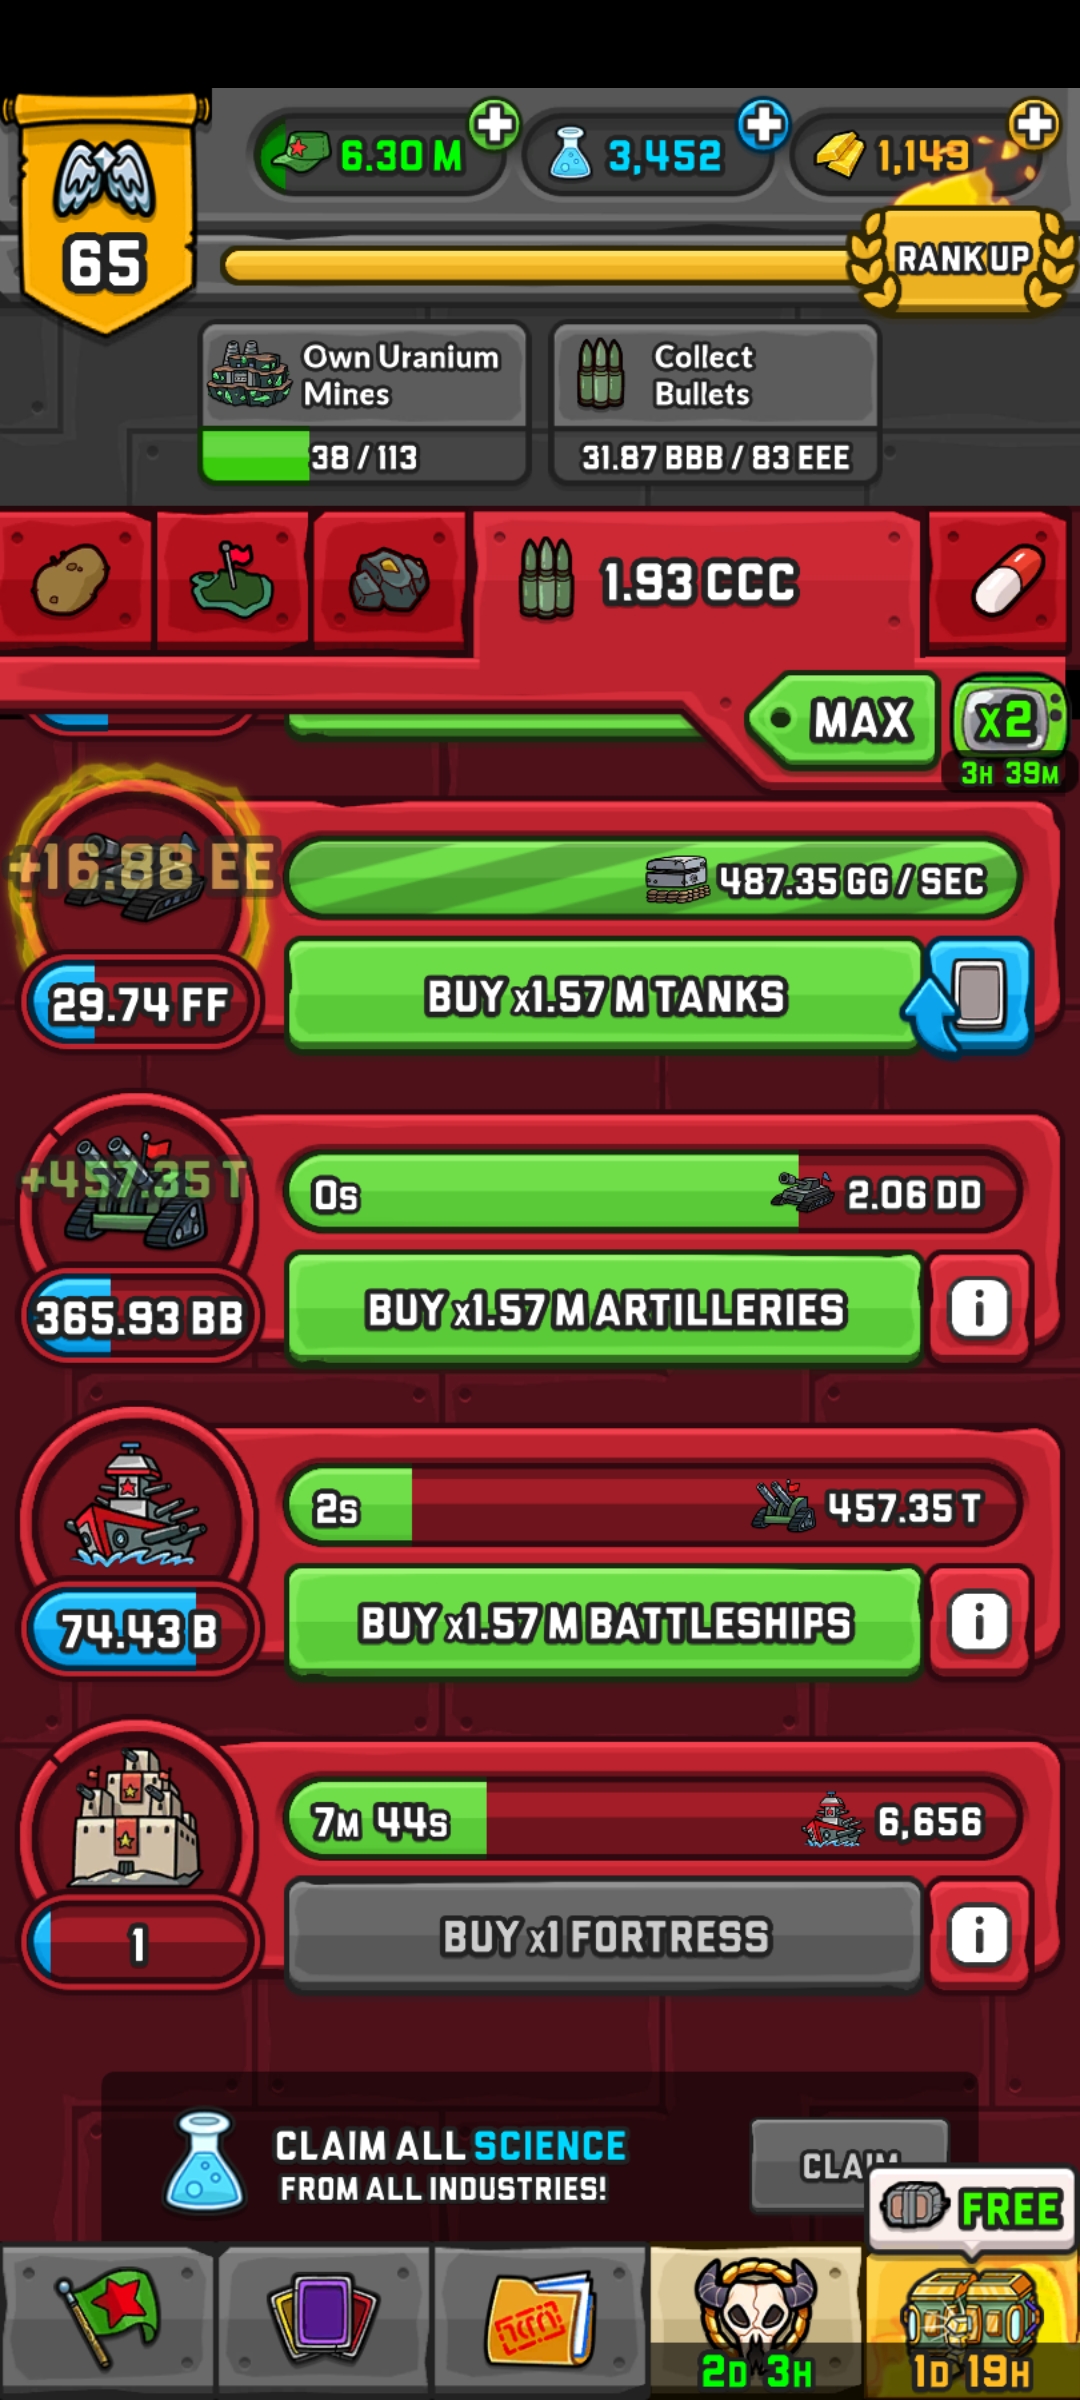 6.30 M
3,452
1,149
65
RANK UP
Own Uranium
Mines
38 / 113
Collect
Bullets
31.87 BBB / 83 EEE
1.93 CCC
MAX
x2
3H 39M
+16.88 EE
487.35 GG / SEC
29.74 FF
BUY x1.57 M TANKS
+457.35 T
0s
2.06 DD
365.93 BB
BUY x1.57 M ARTILLERIES
2s
457.35 T
74.43 B
BUY x1.57 M BATTLESHIPS
7M 44s
6,656
1
BUY x1 FORTRESS
CLAIM ALL SCIENCE
FROM ALL INDUSTRIES!
CLAIM
FREE
2D 3H
1D 19H